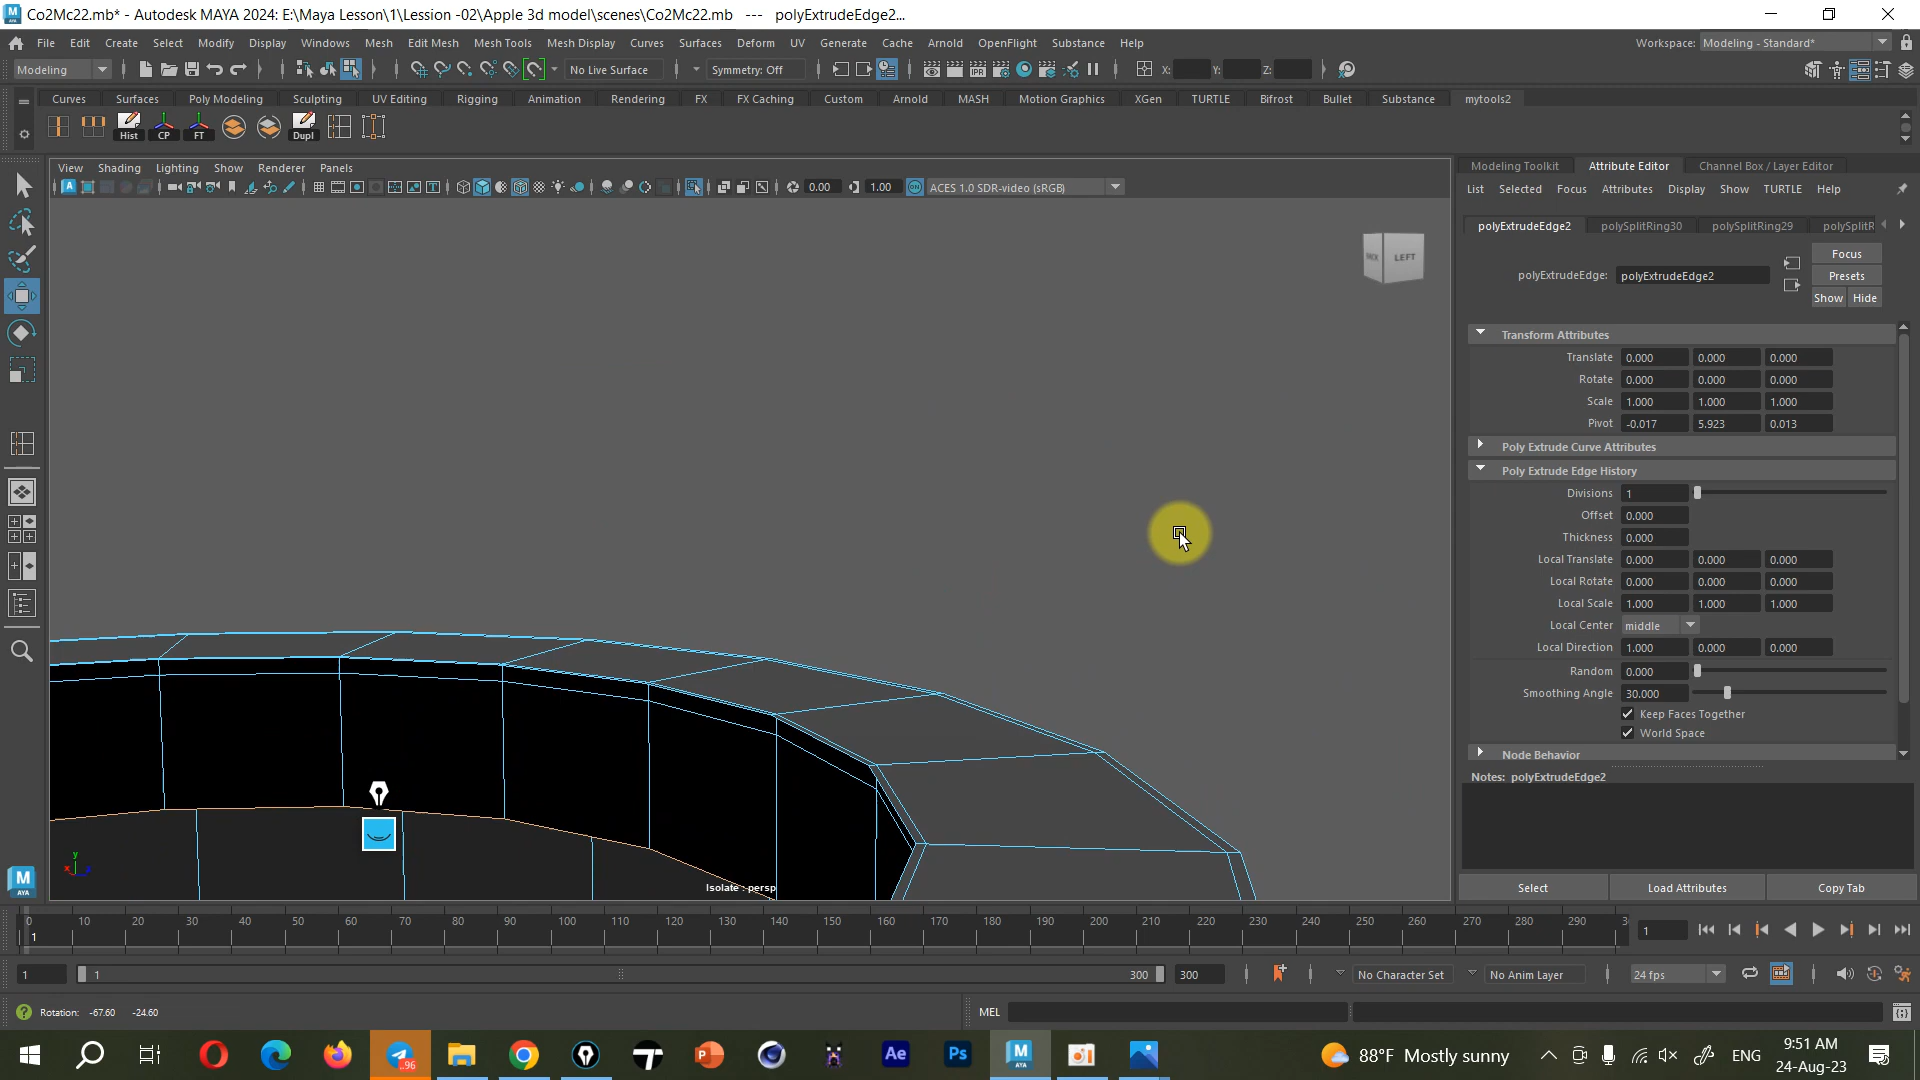 Co2Mc22.mb* - Autodesk MAYA 2024: E:\Maya Lesson\1\Lession -02\Apple 3d model\scenes\Co2Mc22.mb   ---   polyExtrudeEdge2...
File Edit Create Select Modify Display Windows Mesh Edit Mesh Mesh Tools Mesh Display Curves Surfaces Deform UV Generate Cache Arnold OpenFlight Substance Help
Workspace: Modeling - Standard*
Modeling No Live Surface Symmetry: Off X: Y: Z:
Curves Surfaces Poly Modeling Sculpting UV Editing Rigging Animation Rendering FX FX Caching Custom Arnold MASH Motion Graphics XGen TURTLE Bifrost Bullet Substance mytools2
Hist CP FT Dupl
View Shading Lighting Show Renderer Panels
0.00 1.00 ON ACES 1.0 SDR-video (sRGB)
LEFT
Isolate : persp
Modeling Toolkit Attribute Editor Channel Box / Layer Editor
List Selected Focus Attributes Display Show TURTLE Help
polyExtrudeEdge2 polySplitRing30 polySplitRing29 polySplitR
Focus
polyExtrudeEdge: polyExtrudeEdge2 Presets
Show Hide
Transform Attributes
Translate 0.000 0.000 0.000
Rotate 0.000 0.000 0.000
Scale 1.000 1.000 1.000
Pivot -0.017 5.923 0.013
Poly Extrude Curve Attributes
Poly Extrude Edge History
Divisions 1
Offset 0.000
Thickness 0.000
Local Translate 0.000 0.000 0.000
Local Rotate 0.000 0.000 0.000
Local Scale 1.000 1.000 1.000
Local Center middle
Local Direction 1.000 0.000 0.000
Random 0.000
Smoothing Angle 30.000
Keep Faces Together
World Space
Node Behavior
Notes: polyExtrudeEdge2
Select Load Attributes Copy Tab
0 10 20 30 40 50 60 70 80 90 100 110 120 130 140 150 160 170 180 190 200 210 220 230 240 250 260 270 280 290 3
1 1
1 1 300 300 No Character Set No Anim Layer 24 fps
Rotation: -67.60 -24.60 MEL
M AYA
96 Ae Ps M AYA 88°F Mostly sunny ENG
9:51 AM
24-Aug-23